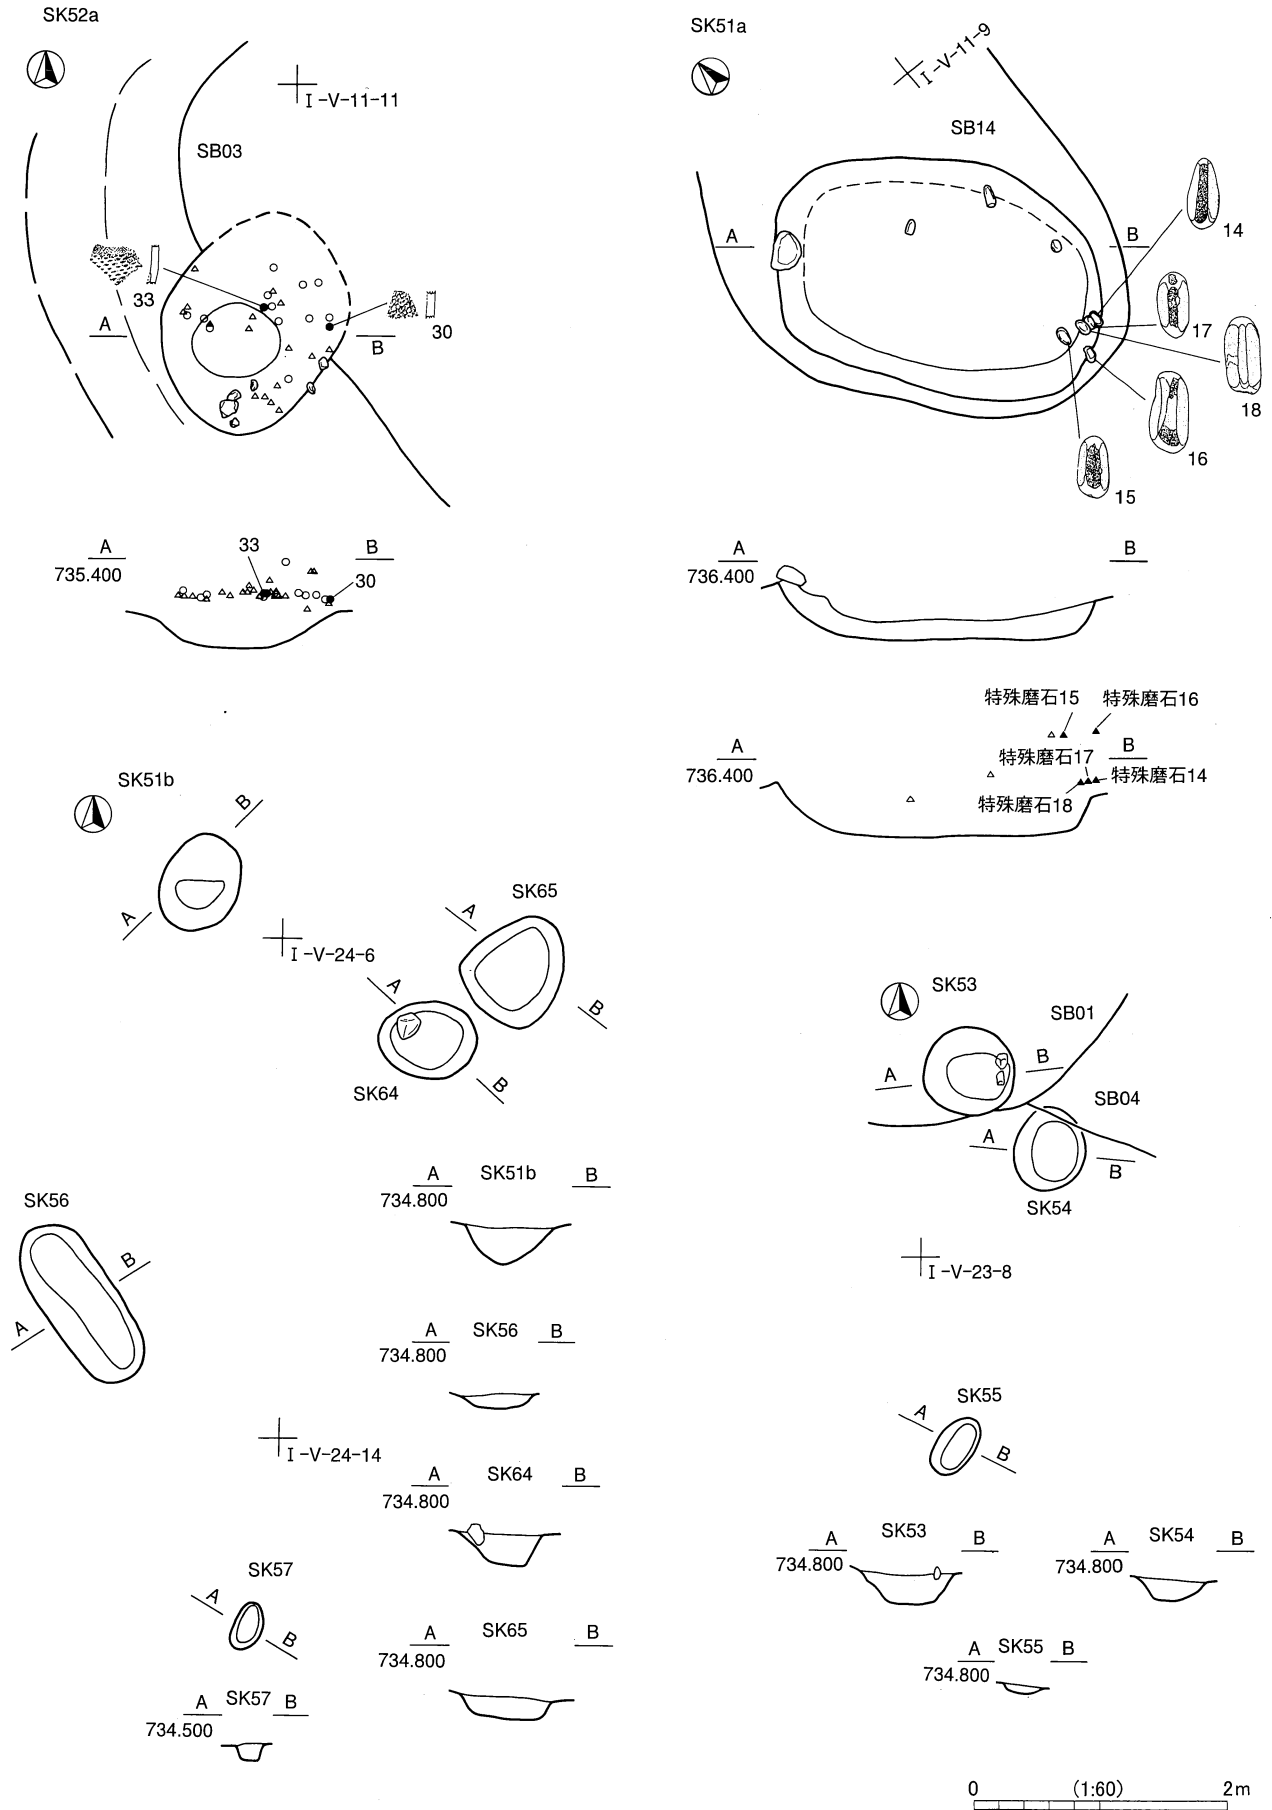 SK52a
I-V-11-11
SB03
33
30
A
B
A
B
33
30
735.400
SK51a
I-V-11-9
SB14
A
B
14
17
18
16
15
A
B
736.400
特殊磨石15
特殊磨石16
A
B
特殊磨石17
736.400
特殊磨石14
特殊磨石18
SK51b
B
A
I-V-24-6
SK65
A
B
A
B
SK64
SK53
SB01
A
B
SB04
A
B
SK54
I-V-23-8
A SK51b B
734.800
SK56
B
A
A SK56 B
734.800
I-V-24-14
A SK64 B
734.800
SK57
A
B
A SK65 B
734.800
A SK57 B
734.500
SK55
A
B
A SK53 B
734.800
A SK54 B
734.800
A SK55 B
734.800
0 (1:60) 2m